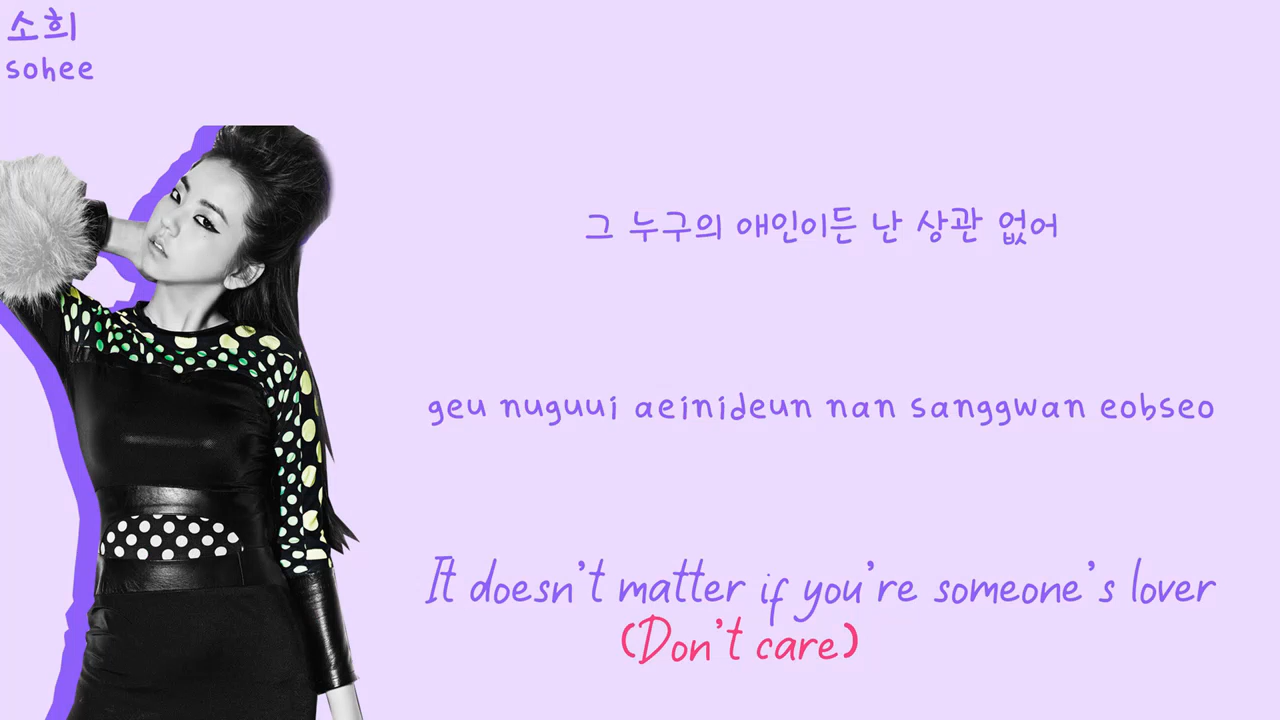 소희
sohee
그 누구의 애인이든 난 상관 없어
geu nuguui aeinideun nan sanggwan eobseo
It doesn't matter if you're someone's lover
(Don't care)